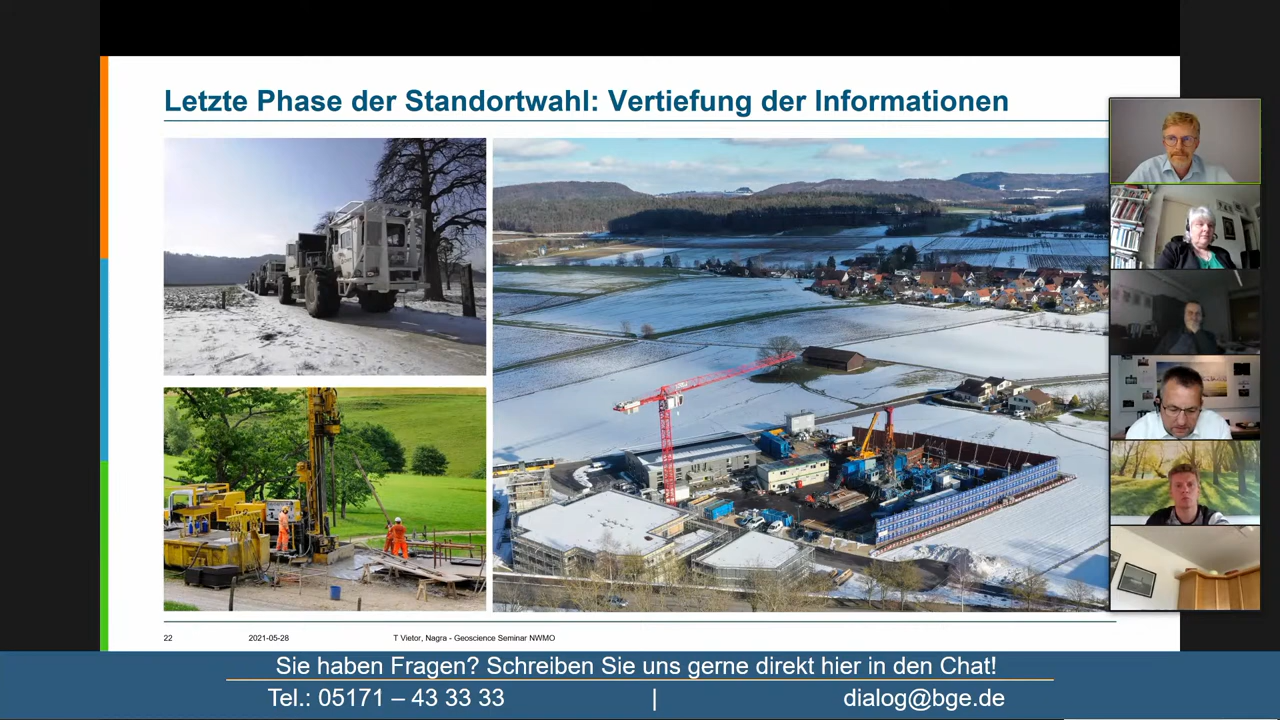 Letzte Phase der Standortwahl: Vertiefung der Informationen
22 2021-05-28 T Vietor, Nagra - Geoscience Seminar NWMO
Sie haben Fragen? Schreiben Sie uns gerne direkt hier in den Chat!
Tel.: 05171 – 43 33 33 | dialog@bge.de